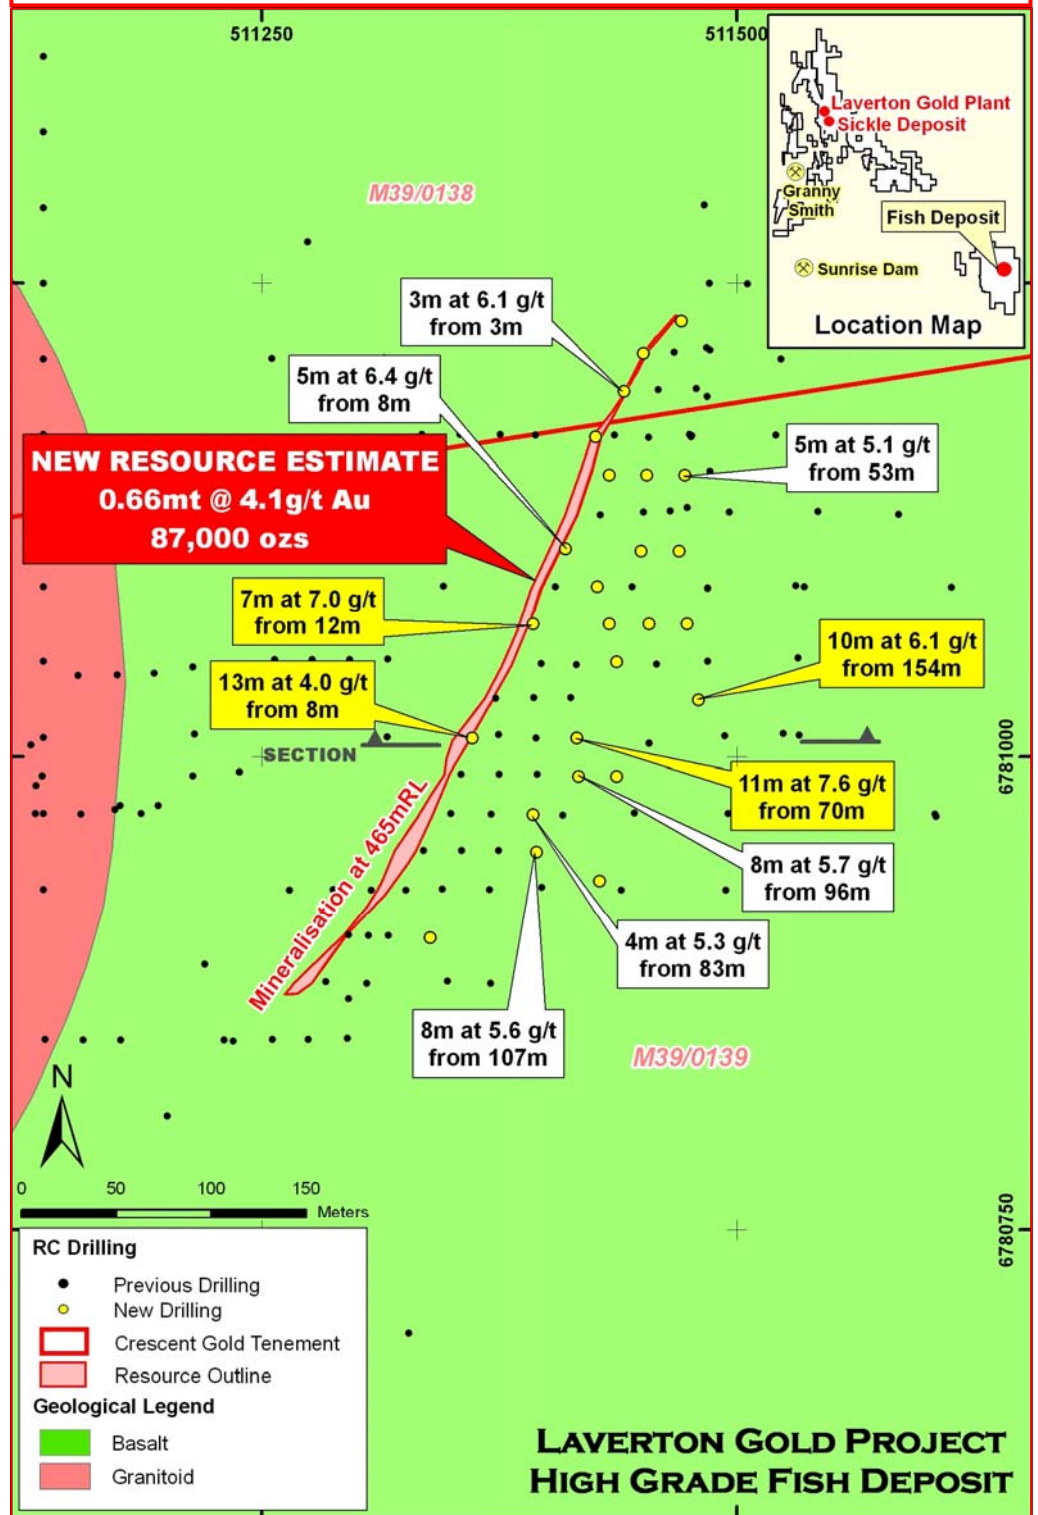 511250
511500
Laverton Gold Plant
Sickle Deposit
Granny
Smith
Fish Deposit
Sunrise Dam
Location Map
M39/0138
3m at 6.1 g/t
from 3m
5m at 6.4 g/t
from 8m
NEW RESOURCE ESTIMATE
0.66mt @ 4.1g/t Au
87,000 ozs
5m at 5.1 g/t
from 53m
7m at 7.0 g/t
from 12m
10m at 6.1 g/t
from 154m
13m at 4.0 g/t
from 8m
SECTION
6781000
11m at 7.6 g/t
from 70m
Mineralisation at 465mRL
8m at 5.7 g/t
from 96m
4m at 5.3 g/t
from 83m
8m at 5.6 g/t
from 107m
M39/0139
N
0 50 100 150
Meters
6780750
RC Drilling
Previous Drilling
New Drilling
Crescent Gold Tenement
Resource Outline
Geological Legend
Basalt
Granitoid
LAVERTON GOLD PROJECT
HIGH GRADE FISH DEPOSIT